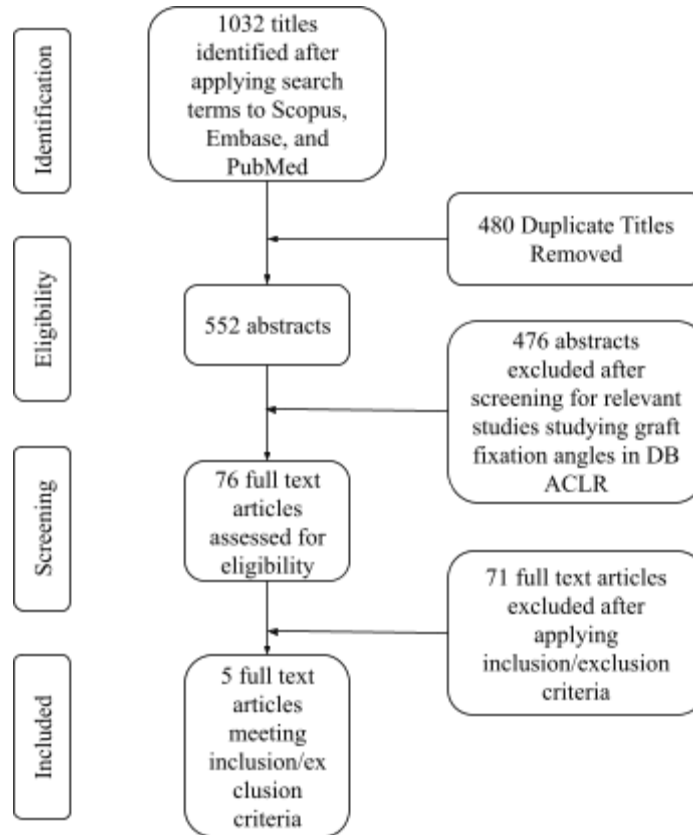 Identification
1032 titles
identified after
applying search
terms to Scopus,
Embase, and
PubMed
480 Duplicate Titles
Removed
Eligibility
552 abstracts
476 abstracts
excluded after
screening for relevant
studies studying graft
fixation angles in DB
ACLR
Screening
76 full text
articles
assessed for
eligibility
71 full text articles
excluded after
applying
inclusion/exclusion
criteria
Included
5 full text
articles
meeting
inclusion/ex
clusion
criteria